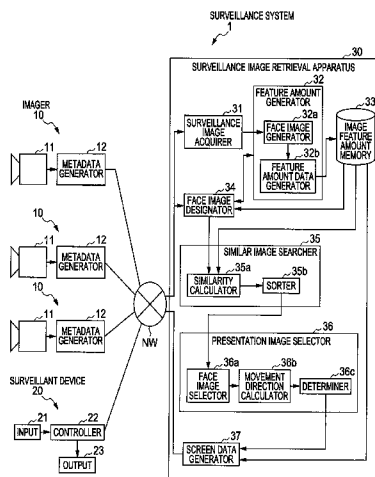 SURVEILLANCE SYSTEM
1
30
SURVEILLANCE IMAGE RETRIEVAL APPARATUS
IMAGER
10
11
12
METADATA
GENERATOR
10
11
12
METADATA
GENERATOR
10
11
12
METADATA
GENERATOR
SURVEILLANT DEVICE
20
21
22
INPUT
CONTROLLER
23
OUTPUT
NW
31
SURVEILLANCE
IMAGE
ACQUIRER
32
FEATURE AMOUNT
GENERATOR
32a
FACE IMAGE
GENERATOR
32b
FEATURE
AMOUNT DATA
GENERATOR
33
IMAGE
FEATURE
AMOUNT
MEMORY
34
FACE IMAGE
DESIGNATOR
35
SIMILAR IMAGE SEARCHER
35a
35b
SIMILARITY
CALCULATOR
SORTER
36
PRESENTATION IMAGE SELECTOR
36a
36b
36c
FACE
IMAGE
SELECTOR
MOVEMENT
DIRECTION
CALCULATOR
DETERMINER
37
SCREEN DATA
GENERATOR